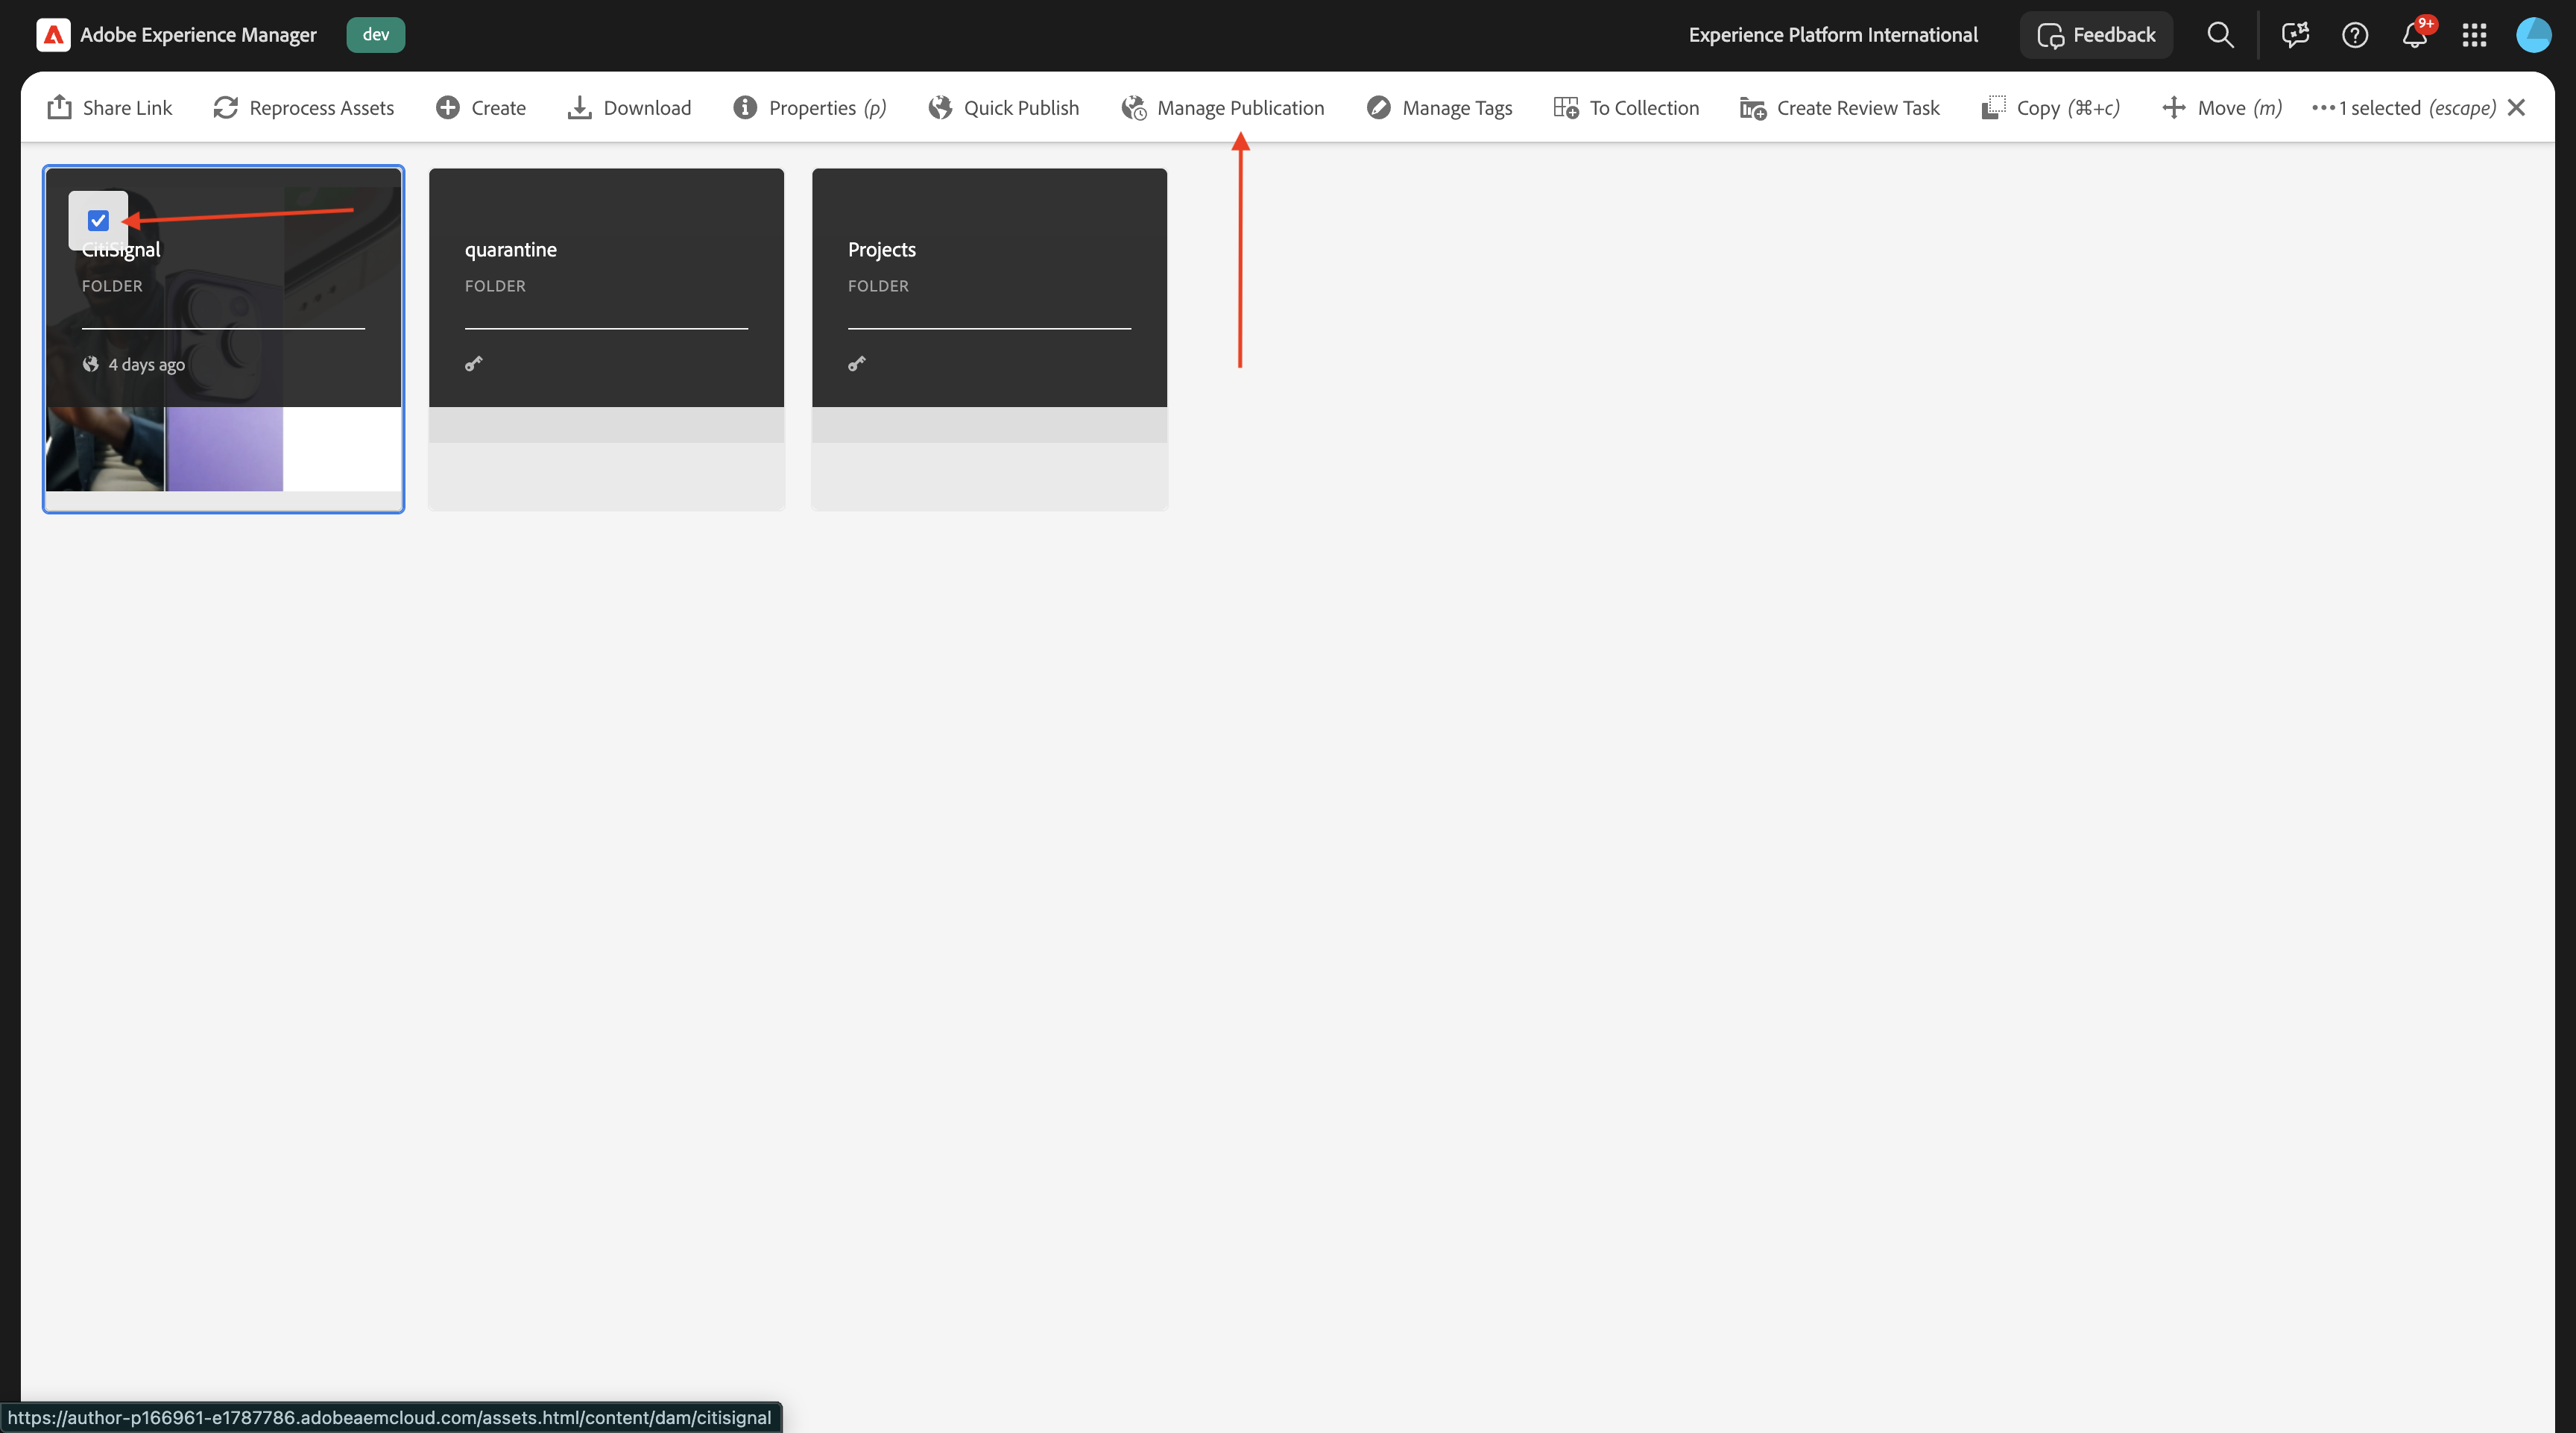 Adobe Experience Manager dev Experience Platform International Feedback 9+
Share Link Reprocess Assets Create Download Properties (p) Quick Publish Manage Publication Manage Tags To Collection Create Review Task Copy (⌘+c) Move (m) 1 selected (escape)
CitiSignal
FOLDER
4 days ago
quarantine
FOLDER
Projects
FOLDER
https://author-p166961-e1787786.adobeaemcloud.com/assets.html/content/dam/citisignal